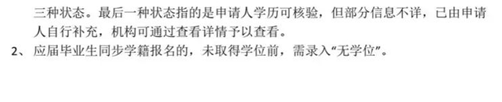 三种状态。最后一种状态指的是申请人学历可核验，但部分信息不详，已由申请
人自行补充，机构可通过查看详情予以查看。
2、 应届毕业生同步学籍报名的，未取得学位前，需录入“无学位”。